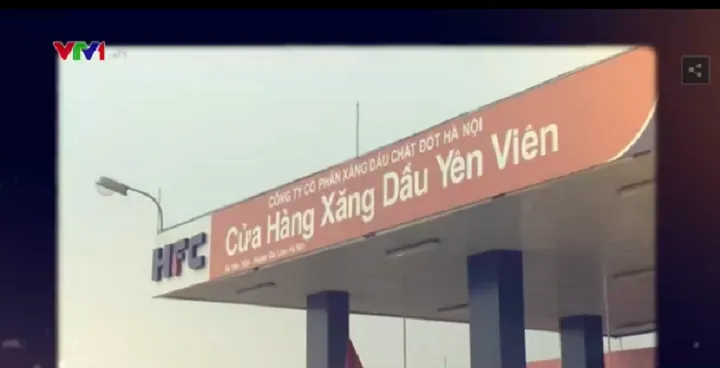 VTV1
CÔNG TY CỔ PHẦN XĂNG DẦU CHẤT ĐỐT HÀ NỘI
Cửa Hàng Xăng Dầu Yên Viên
HFC